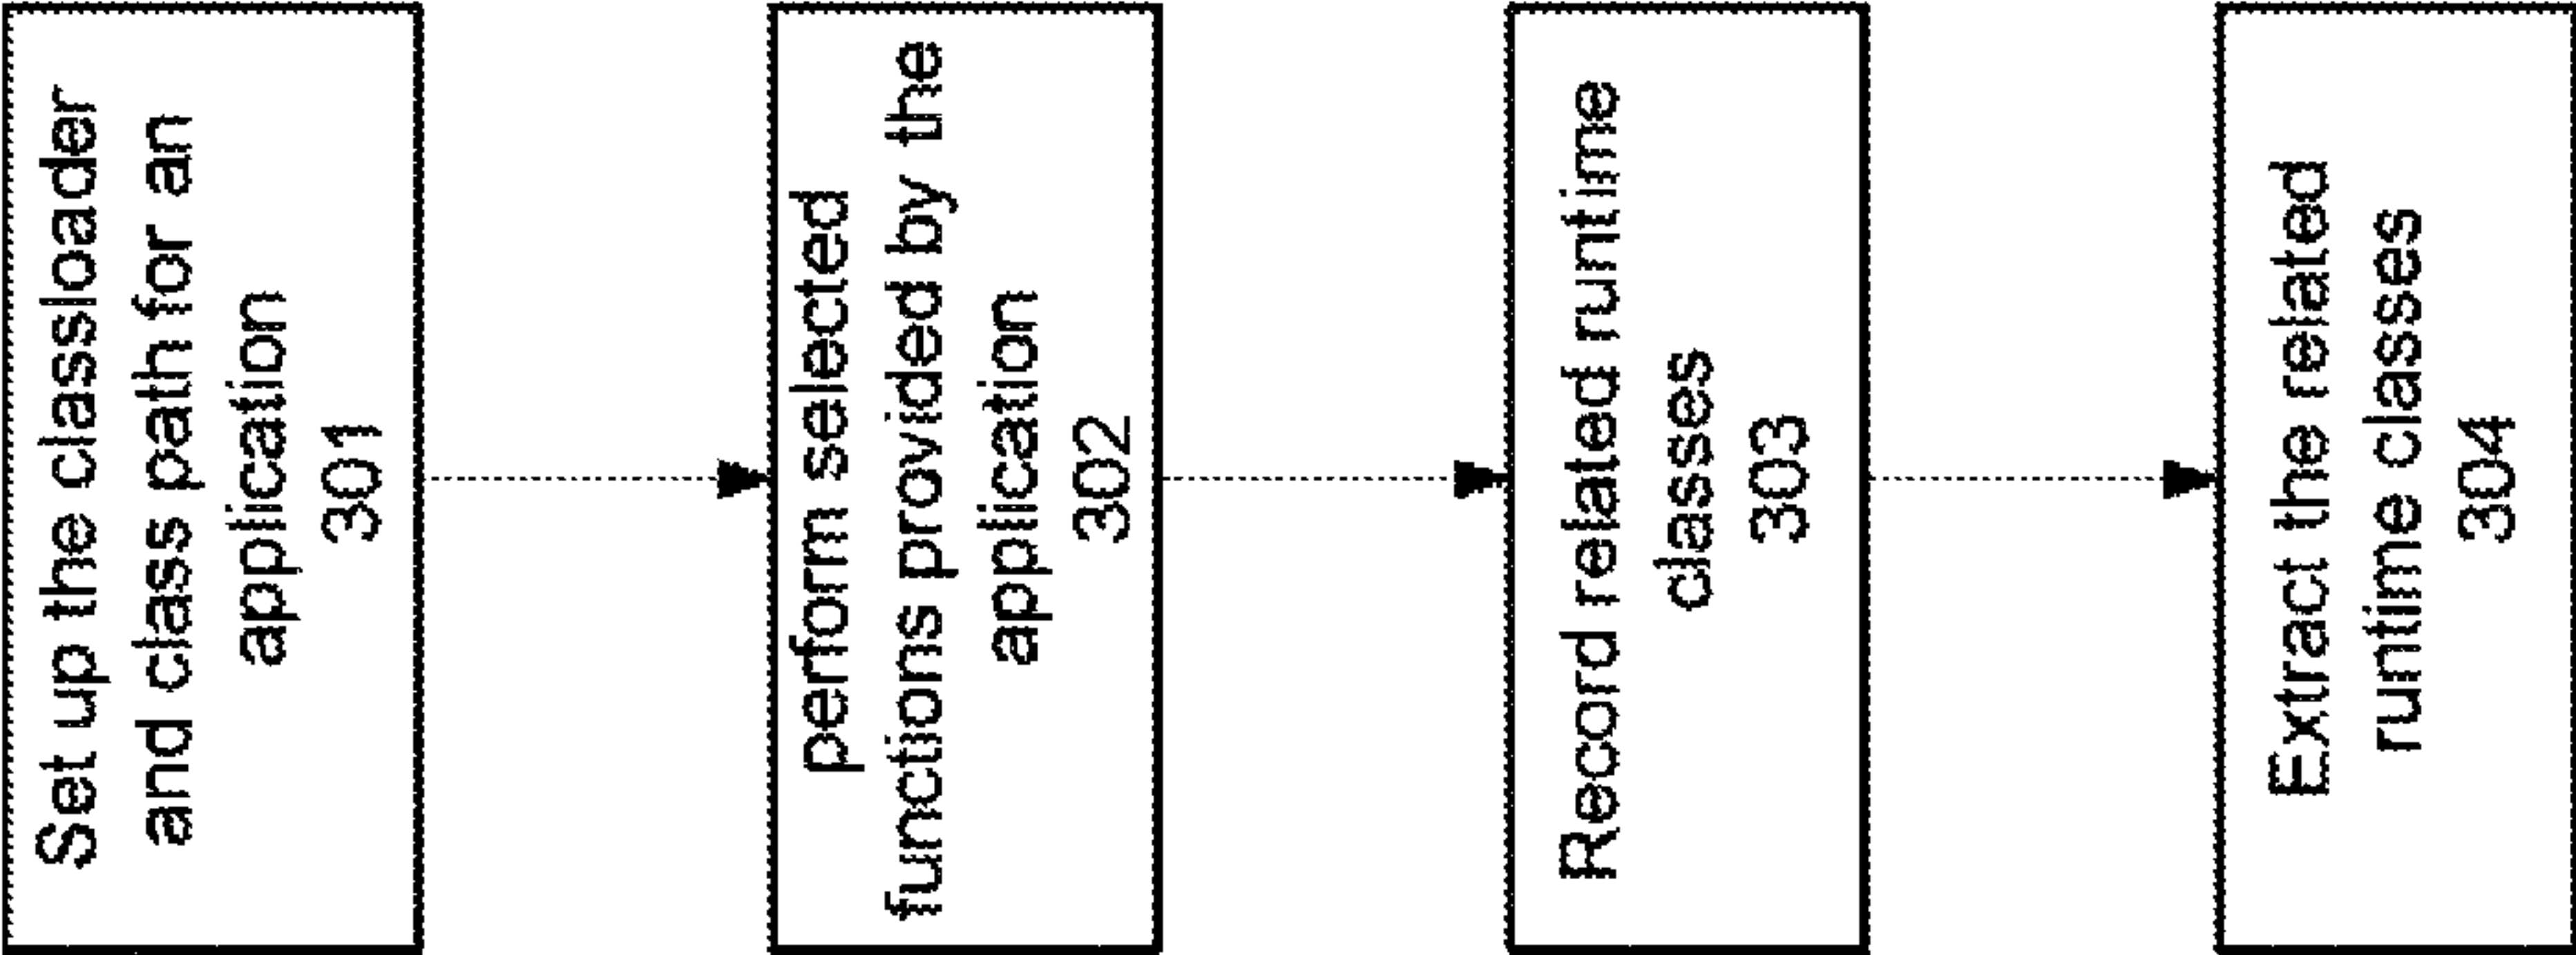 Set up the classloader
and class path for an
application
301
perform selected
functions provided by the
application
302
Record related runtime
classes
303
Extract the related
runtime classes
304